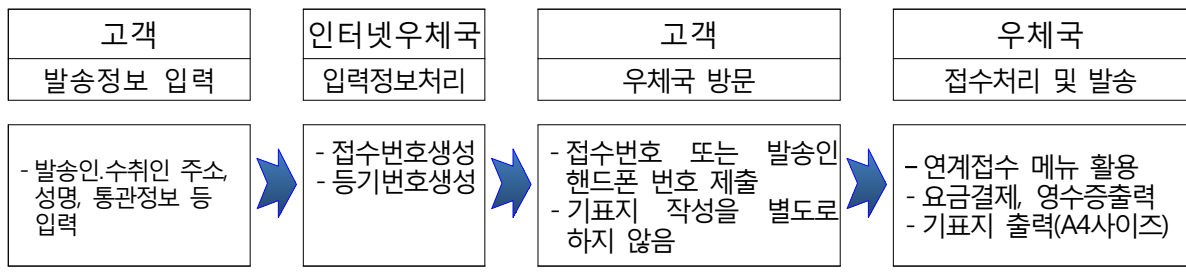 고객
발송정보 입력
인터넷우체국
입력정보처리
고객
우체국 방문
우체국
접수처리 및 발송
- 발송인.수취인 주소,
성명, 통관정보 등
입력
- 접수번호생성
- 등기번호생성
- 접수번호 또는 발송인
핸드폰 번호 제출
- 기표지 작성을 별도로
하지 않음
- 연계접수 메뉴 활용
- 요금결제, 영수증출력
- 기표지 출력(A4사이즈)